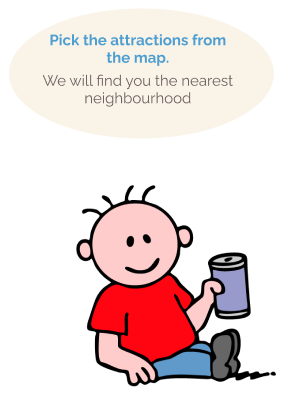 Pick the attractions from
the map.
We will find you the nearest
neighbourhood